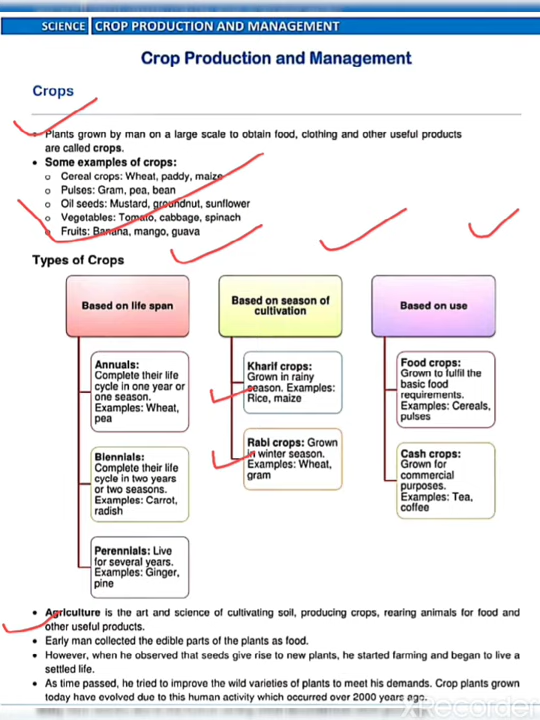 SCIENCE CROP PRODUCTION AND MANAGEMENT
Crop Production and Management
Crops
• Plants grown by man on a large scale to obtain food, clothing and other useful products
are called crops.
• Some examples of crops:
o Cereal crops: Wheat, paddy, maize
o Pulses: Gram, pea, bean
o Oil seeds: Mustard, groundnut, sunflower
o Vegetables: Tomato, cabbage, spinach
o Fruits: Banana, mango, guava
Types of Crops
Based on life span
Annuals:
Complete their life
cycle in one year or
one season.
Examples: Wheat,
pea
Biennials:
Complete their life
cycle in two years
or two seasons.
Examples: Carrot,
radish
Perennials: Live
for several years.
Examples: Ginger,
pine
Based on season of
cultivation
Kharif crops:
Grown in rainy
season. Examples:
Rice, maize
Rabi crops: Grown
in winter season.
Examples: Wheat,
gram
Based on use
Food crops:
Grown to fulfil the
basic food
requirements.
Examples: Cereals,
pulses
Cash crops:
Grown for
commercial
purposes.
Examples: Tea,
coffee
• Agriculture is the art and science of cultivating soil, producing crops, rearing animals for food and
other useful products.
• Early man collected the edible parts of the plants as food.
• However, when he observed that seeds give rise to new plants, he started farming and began to live a
settled life.
• As time passed, he tried to improve the wild varieties of plants to meet his demands. Crop plants grown
today have evolved due to this human activity which occurred over 2000 years ago.
XRecorder